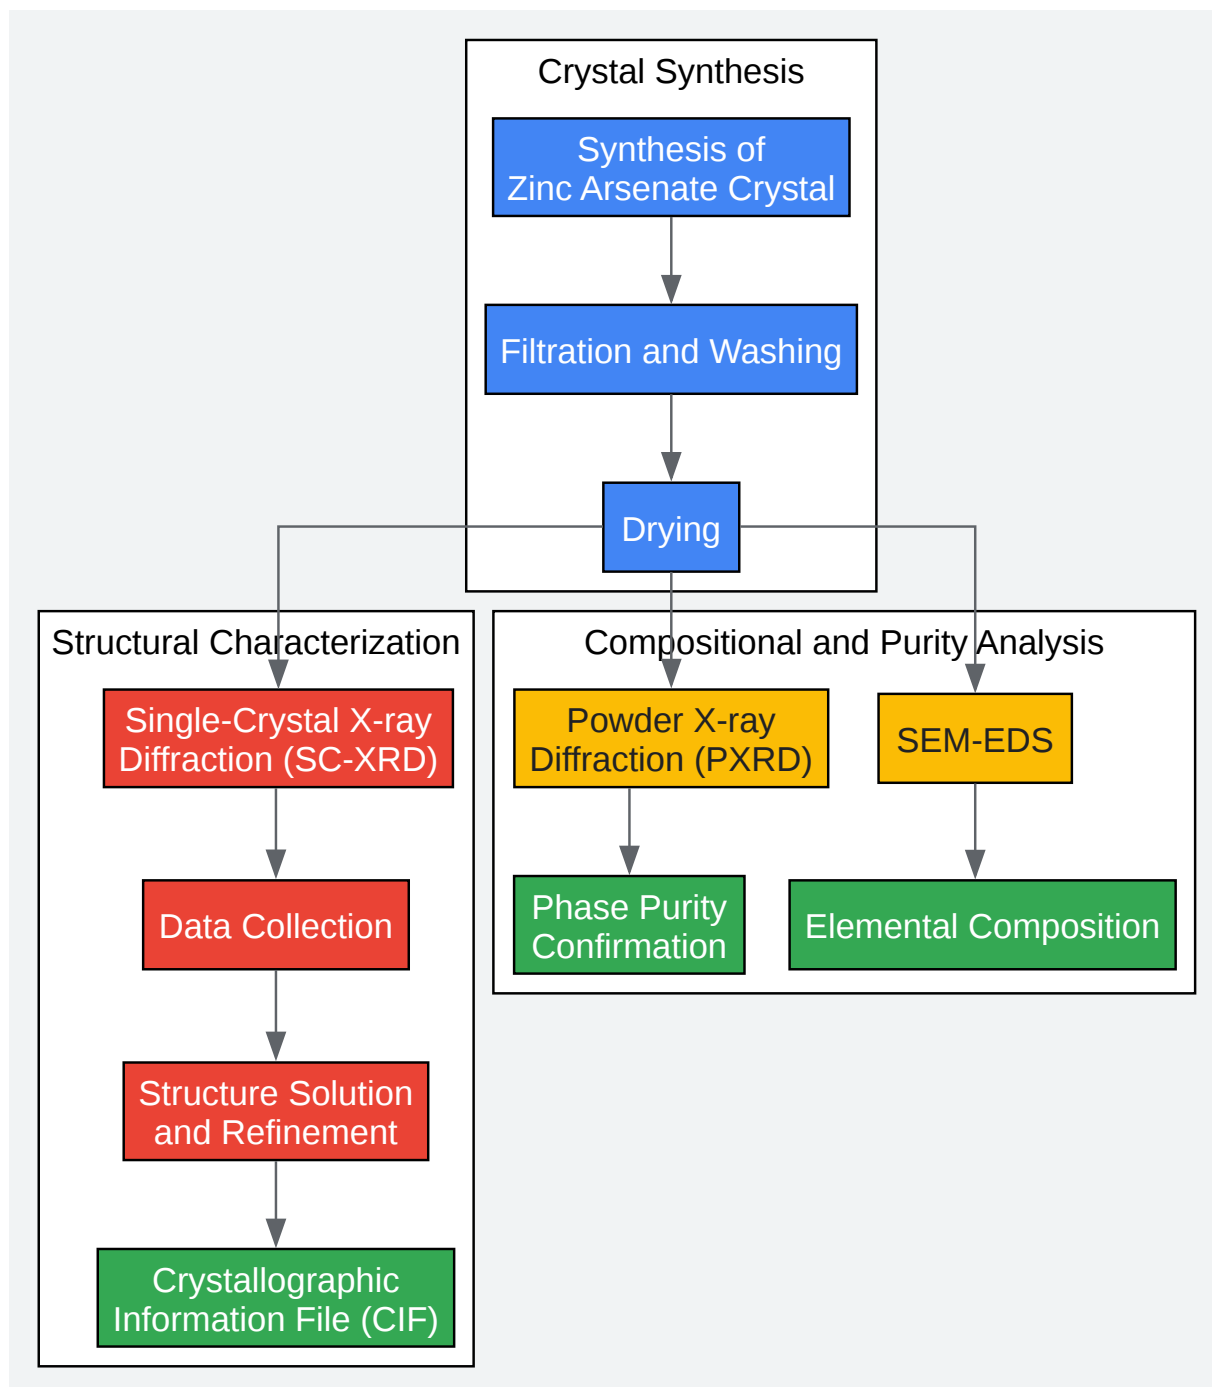 Crystal Synthesis
Synthesis of
Zinc Arsenate Crystal
Filtration and Washing
Drying
Structural Characterization
Single-Crystal X-ray
Diffraction (SC-XRD)
Data Collection
Structure Solution
and Refinement
Crystallographic
Information File (CIF)
Compositional and Purity Analysis
Powder X-ray
Diffraction (PXRD)
Phase Purity
Confirmation
SEM-EDS
Elemental Composition